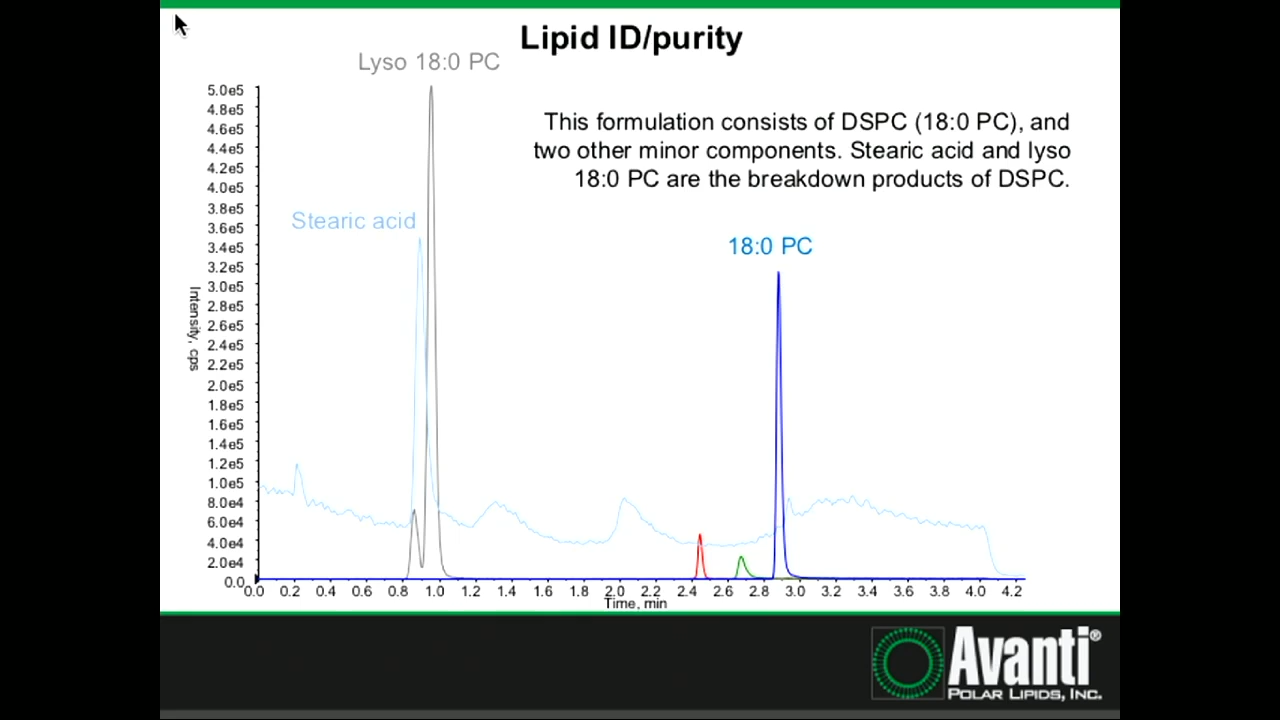 Lipid ID/purity
Lyso 18:0 PC
This formulation consists of DSPC (18:0 PC), and
two other minor components. Stearic acid and lyso
18:0 PC are the breakdown products of DSPC.
Stearic acid
18:0 PC
Intensity, cps
5.0e5
4.8e5
4.6e5
4.4e5
4.2e5
4.0e5
3.8e5
3.6e5
3.4e5
3.2e5
3.0e5
2.8e5
2.6e5
2.4e5
2.2e5
2.0e5
1.8e5
1.6e5
1.4e5
1.2e5
1.0e5
8.0e4
6.0e4
4.0e4
2.0e4
0.0
0.0 0.2 0.4 0.6 0.8 1.0 1.2 1.4 1.6 1.8 2.0 2.2 2.4 2.6 2.8 3.0 3.2 3.4 3.6 3.8 4.0 4.2
Time, min
Avanti®
POLAR LIPIDS, INC.